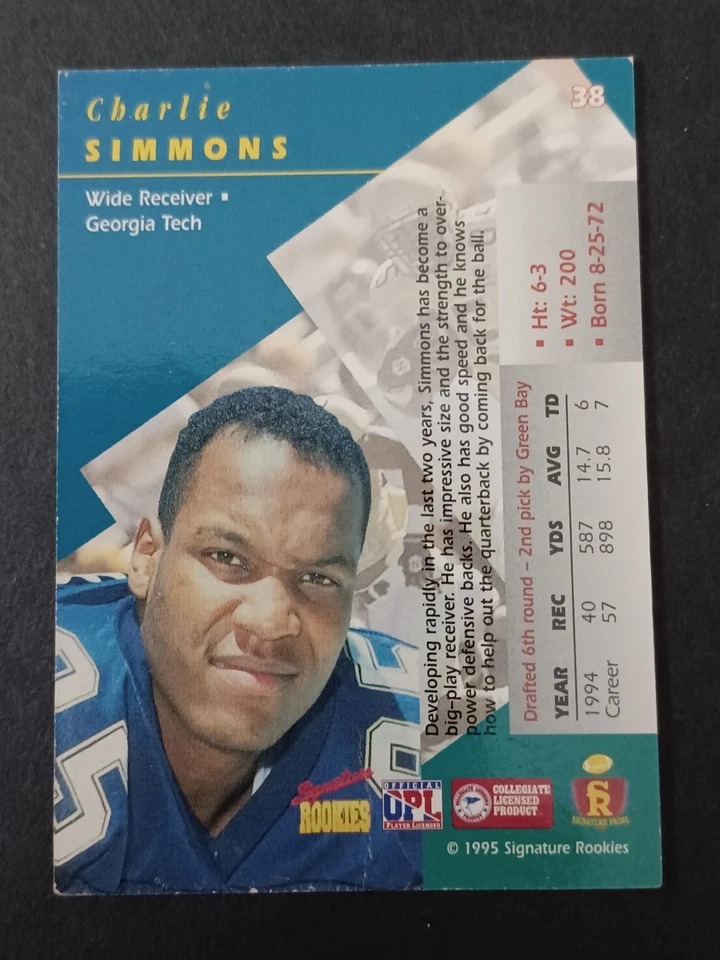 38
Charlie
SIMMONS
Wide Receiver ▪
Georgia Tech
Developing rapidly in the last two years, Simmons has become a
big-play receiver. He has impressive size and the strength to over-
power defensive backs. He also has good speed and he knows
how to help out the quarterback by coming back for the ball.
▪ Ht: 6-3
▪ Wt: 200
▪ Born 8-25-72
Drafted 6th round – 2nd pick by Green Bay
YEAR REC YDS AVG TD
1994 40 587 14.7 6
Career 57 898 15.8 7
85
Signature
ROOKIES
OFFICIAL
UPL
PLAYER LICENSEE
COLLEGIATE
LICENSED
PRODUCT
SR
SIGNATURE PRIME
© 1995 Signature Rookies